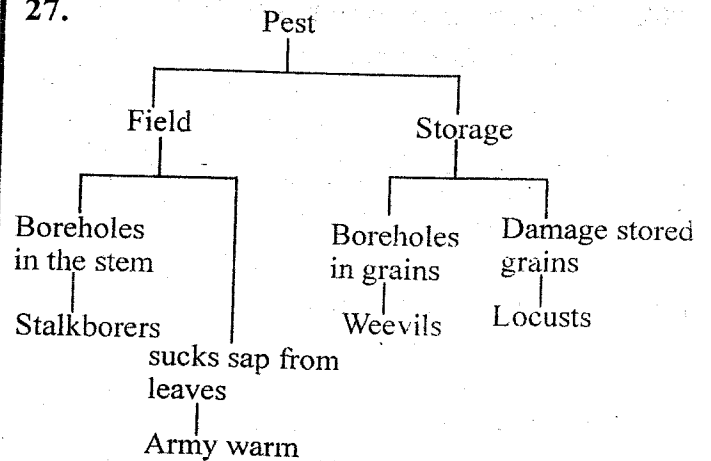 27.
Pest
Field
Storage
Boreholes
in the stem
Stalkborers
sucks sap from
leaves
Army warm
Boreholes
in grains
Weevils
Damage stored
grains
Locusts